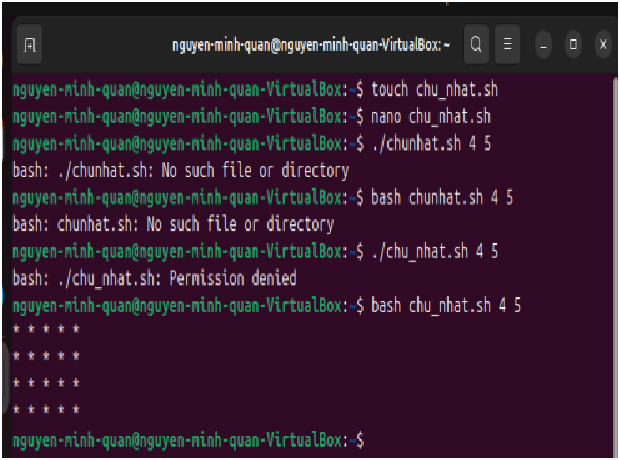 nguyen-minh-quan@nguyen-minh-quan-VirtualBox: ~
nguyen-minh-quan@nguyen-minh-quan-VirtualBox:~$ touch chu_nhat.sh
nguyen-minh-quan@nguyen-minh-quan-VirtualBox:~$ nano chu_nhat.sh
nguyen-minh-quan@nguyen-minh-quan-VirtualBox:~$ ./chunhat.sh 4 5
bash: ./chunhat.sh: No such file or directory
nguyen-minh-quan@nguyen-minh-quan-VirtualBox:~$ bash chunhat.sh 4 5
bash: chunhat.sh: No such file or directory
nguyen-minh-quan@nguyen-minh-quan-VirtualBox:~$ ./chu_nhat.sh 4 5
bash: ./chu_nhat.sh: Permission denied
nguyen-minh-quan@nguyen-minh-quan-VirtualBox:~$ bash chu_nhat.sh 4 5
* * * * *
* * * * *
* * * * *
* * * * *
nguyen-minh-quan@nguyen-minh-quan-VirtualBox:~$